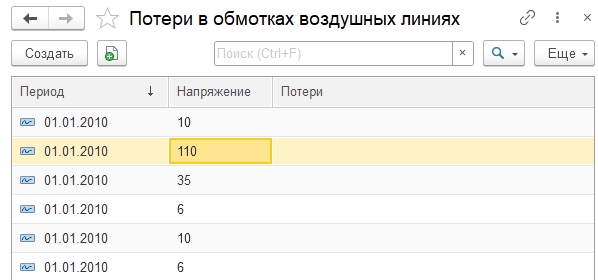 Потери в обмотках воздушных линиях
Создать Поиск (Ctrl+F) × Еще
Период ↓ Напряжение Потери
01.01.2010 10
01.01.2010 110
01.01.2010 35
01.01.2010 6
01.01.2010 10
01.01.2010 6